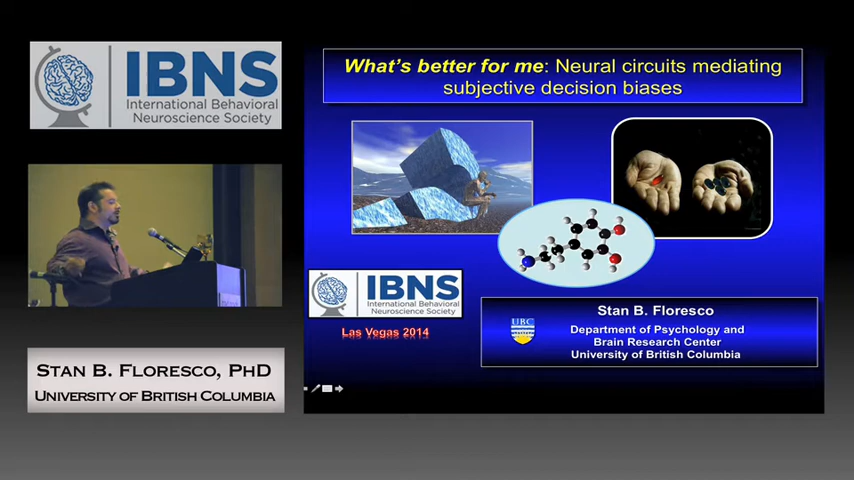 IBNS
International Behavioral
Neuroscience Society
What's better for me: Neural circuits mediating
subjective decision biases
IBNS
International Behavioral
Neuroscience Society
Las Vegas 2014
UBC
Stan B. Floresco
Department of Psychology and
Brain Research Center
University of British Columbia
STAN B. FLORESCO, PHD
UNIVERSITY OF BRITISH COLUMBIA